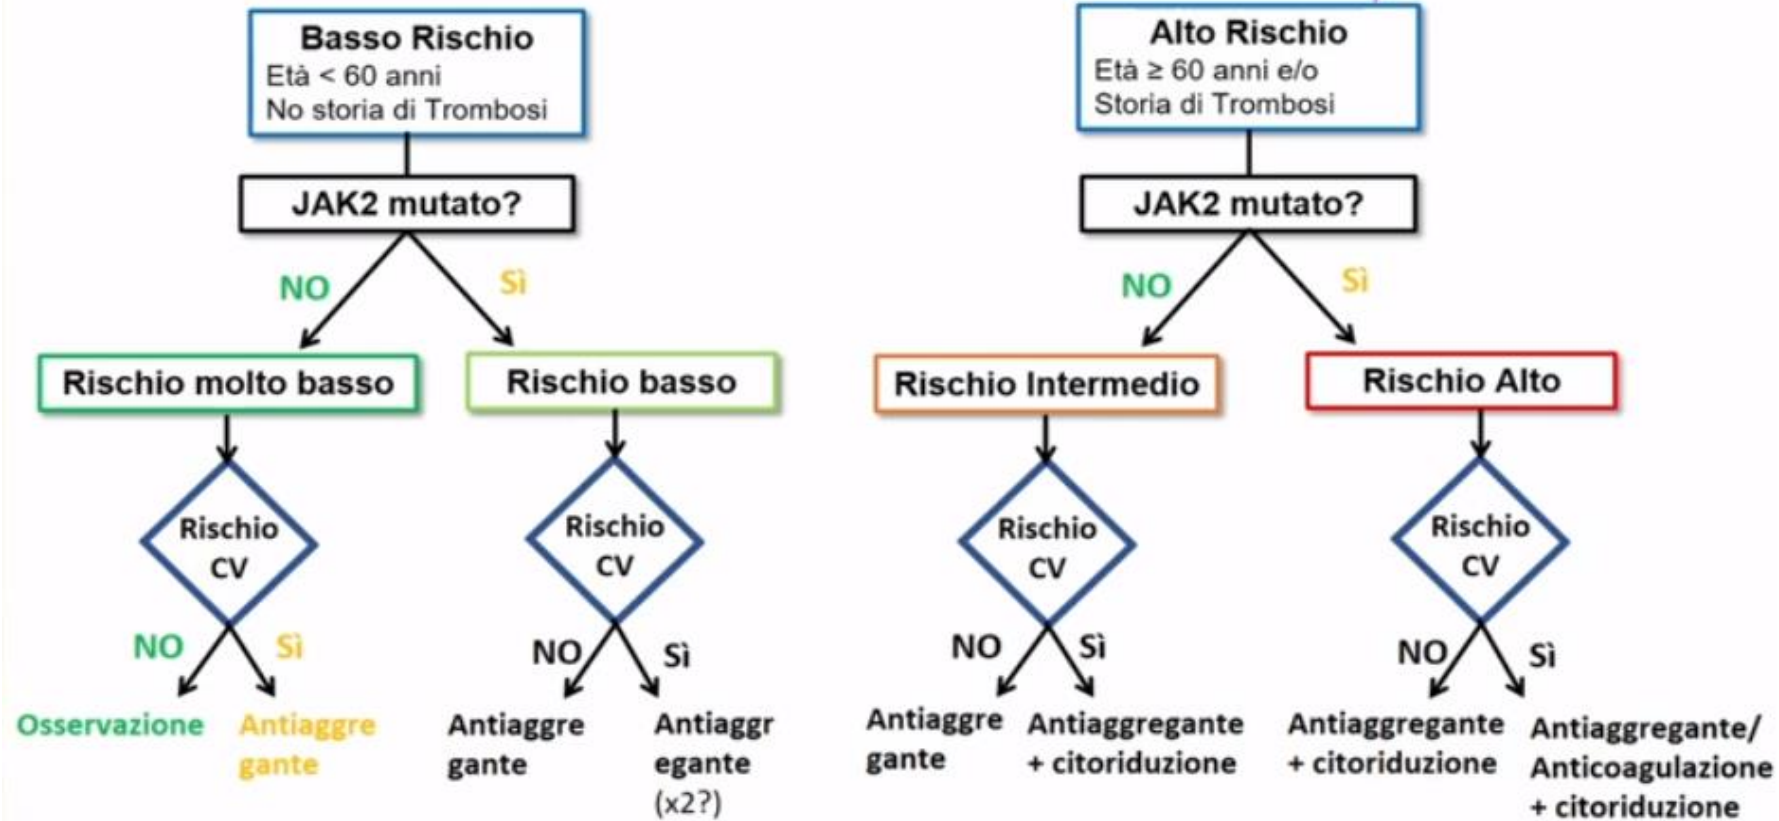 Basso Rischio
Età < 60 anni
No storia di Trombosi
JAK2 mutato?
NO
Sì
Rischio molto basso
Rischio basso
Rischio
CV
Rischio
CV
NO
Sì
NO
Sì
Osservazione
Antiaggre
gante
Antiaggre
gante
Antiaggr
egante
(x2?)
Alto Rischio
Età ≥ 60 anni e/o
Storia di Trombosi
JAK2 mutato?
NO
Sì
Rischio Intermedio
Rischio Alto
Rischio
CV
Rischio
CV
NO
Sì
NO
Sì
Antiaggre
gante
Antiaggregante
+ citoriduzione
Antiaggregante
+ citoriduzione
Antiaggregante/
Anticoagulazione
+ citoriduzione